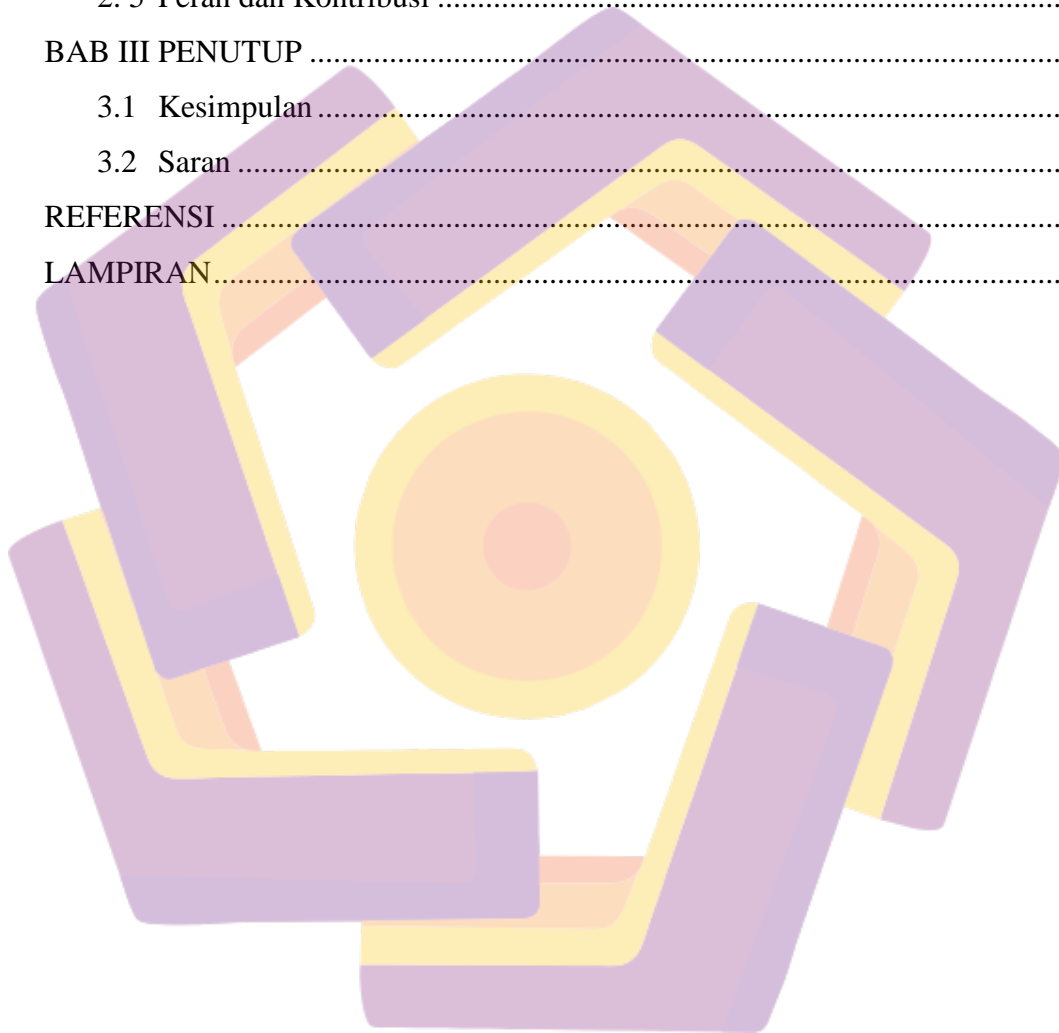 2. 3 Peran dan Kontribusi ........................................................................
BAB III PENUTUP ........................................................................................
3.1 Kesimpulan .......................................................................................
3.2 Saran .................................................................................................
REFERENSI ..................................................................................................
LAMPIRAN...................................................................................................